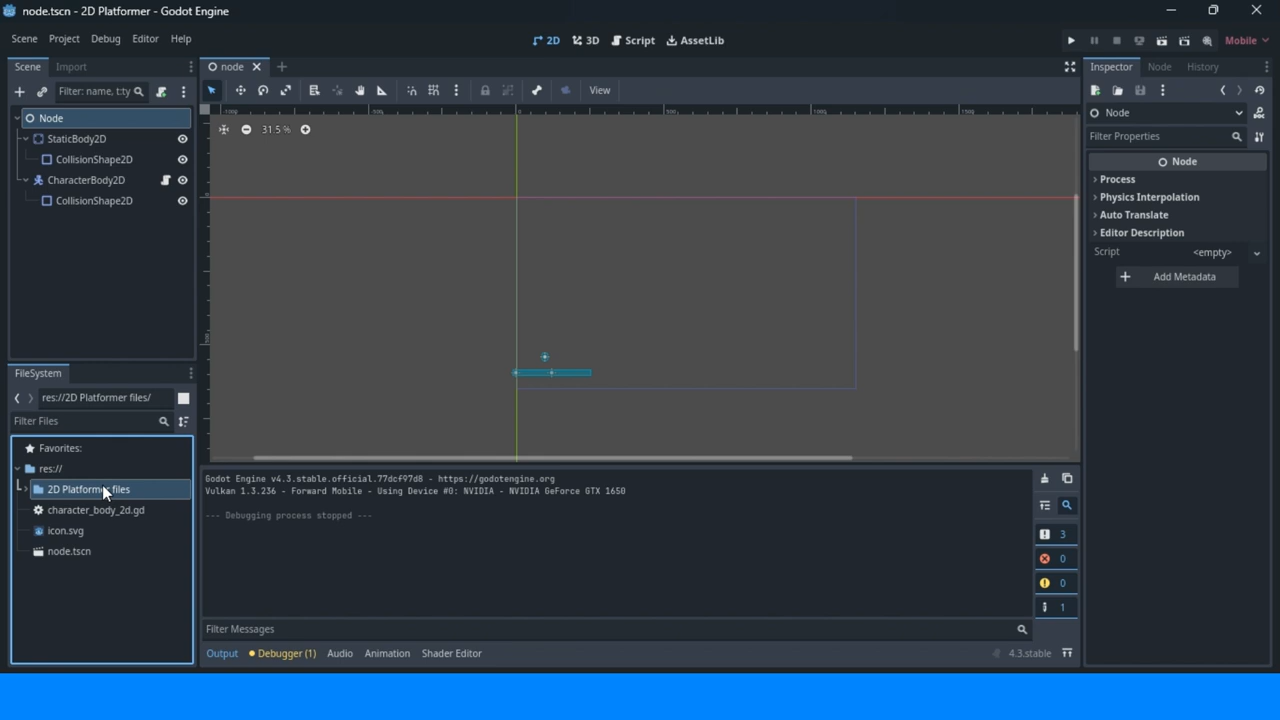 node.tscn - 2D Platformer - Godot Engine
Scene Project Debug Editor Help
2D 3D Script AssetLib
Mobile
Scene Import
Filter: name, t:ty
Node
StaticBody2D
CollisionShape2D
CharacterBody2D
CollisionShape2D
node
View
31.5 %
FileSystem
res://2D Platformer files/
Filter Files
Favorites:
res://
2D Platformer files
character_body_2d.gd
icon.svg
node.tscn
Godot Engine v4.3.stable.official.77dcf97d8 - https://godotengine.org
Vulkan 1.3.236 - Forward Mobile - Using Device #0: NVIDIA - NVIDIA GeForce GTX 1650
--- Debugging process stopped ---
3
0
0
1
Filter Messages
Output Debugger (1) Audio Animation Shader Editor
4.3.stable
Inspector Node History
Node
Filter Properties
Node
Process
Physics Interpolation
Auto Translate
Editor Description
Script <empty>
Add Metadata